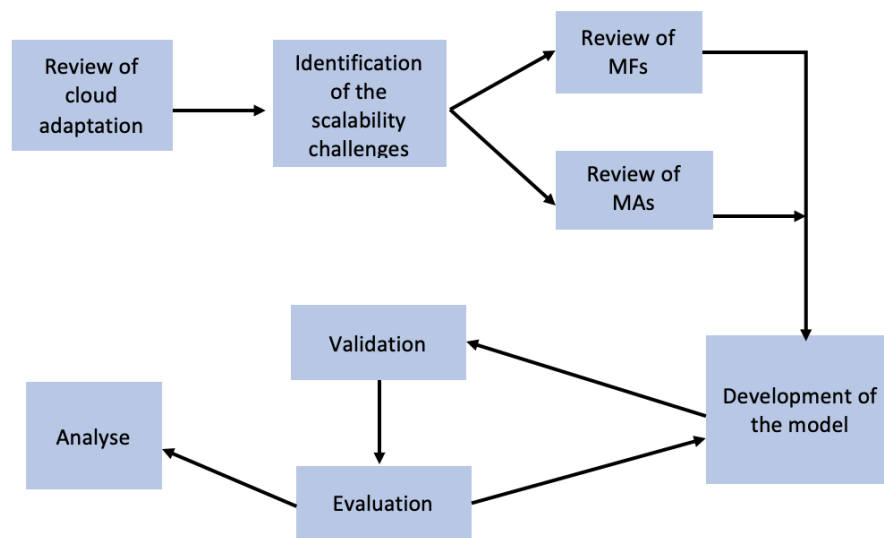 Review of
cloud
adaptation
Identification
of the
scalability
challenges
Review of
MFs
Review of
MAs
Validation
Development of
the model
Analyse
Evaluation